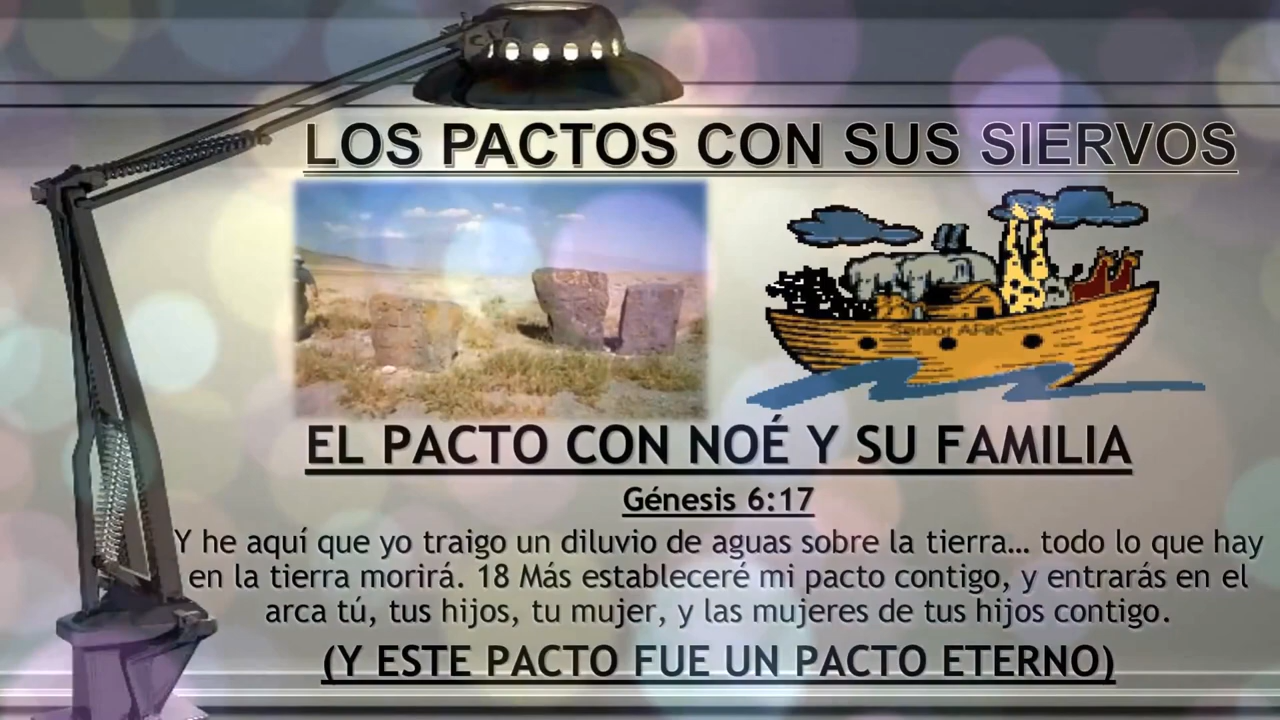 LOS PACTOS CON SUS SIERVOS
Senior ARK
EL PACTO CON NOÉ Y SU FAMILIA
Génesis 6:17
Y he aquí que yo traigo un diluvio de aguas sobre la tierra... todo lo que hay
en la tierra morirá. 18 Más estableceré mi pacto contigo, y entrarás en el
arca tú, tus hijos, tu mujer, y las mujeres de tus hijos contigo.
(Y ESTE PACTO FUE UN PACTO ETERNO)